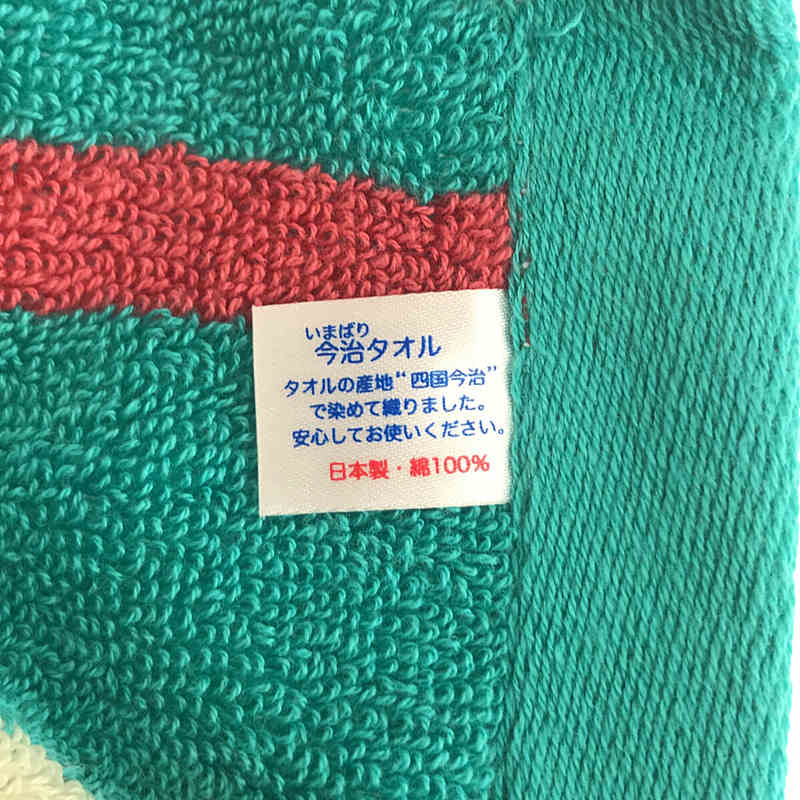 いまばり
今治タオル
タオルの産地“四国今治”
で染めて織りました。
安心してお使いください。
日本製・綿100%